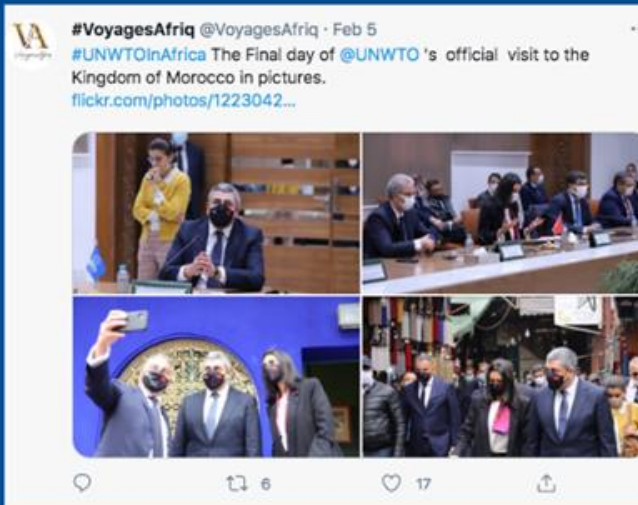 #VoyagesAfriq @VoyagesAfriq · Feb 5
#UNWTOInAfrica The Final day of @UNWTO 's official visit to the
Kingdom of Morocco in pictures.
flickr.com/photos/1223042...
6
17